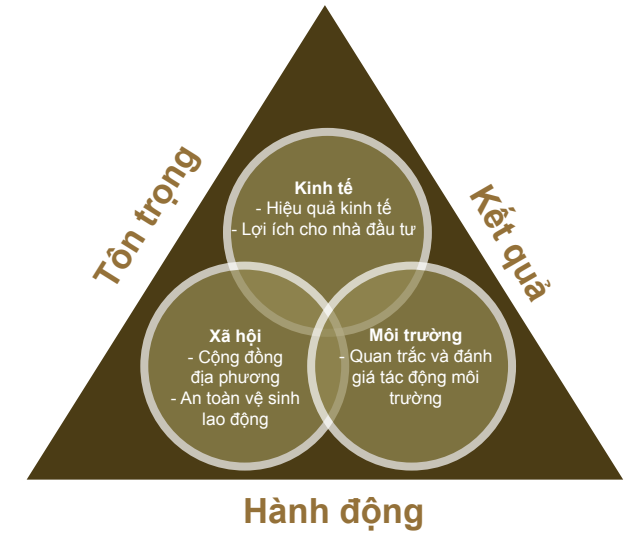 Tôn trọng
Kết quả
Kinh tế
- Hiệu quả kinh tế
- Lợi ích cho nhà đầu tư
Xã hội
- Cộng đồng
địa phương
- An toàn vệ sinh
lao động
Môi trường
- Quan trắc và đánh
giá tác động môi
trường
Hành động